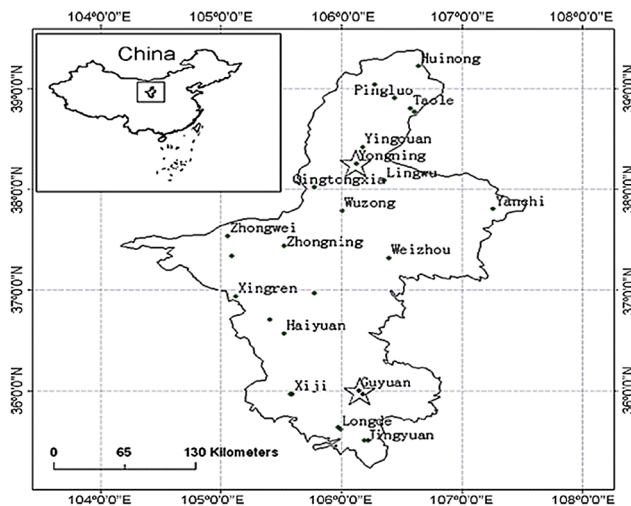 104°0'0"E 105°0'0"E 106°0'0"E 107°0'0"E 108°0'0"E
China
Huinong
39°0'0"N
39°0'0"N
Pingluo
Taole
Yingcuan
Yongning
Lingwu
Qingtongxia
38°0'0"N
38°0'0"N
Yanchi
Wuzong
Zhongwei
Zhongning
Weizhou
37°0'0"N
37°0'0"N
Xingren
Haiyuan
Xiji
Guyuan
36°0'0"N
36°0'0"N
Longde
Jingyuan
0 65 130 Kilometers
104°0'0"E 105°0'0"E 106°0'0"E 107°0'0"E 108°0'0"E